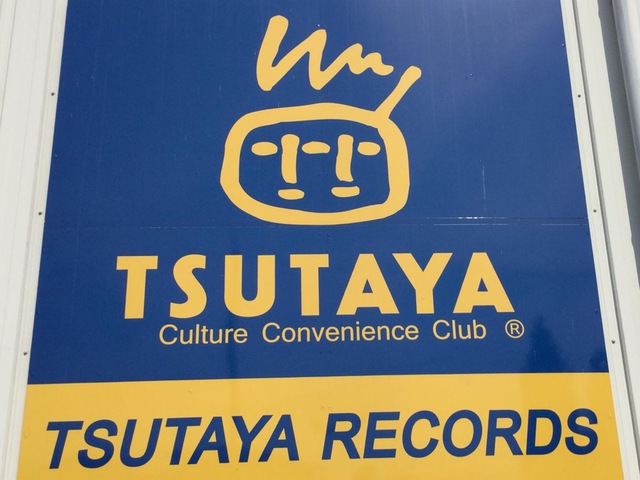 TSUTAYA
Culture Convenience Club ®
TSUTAYA RECORDS